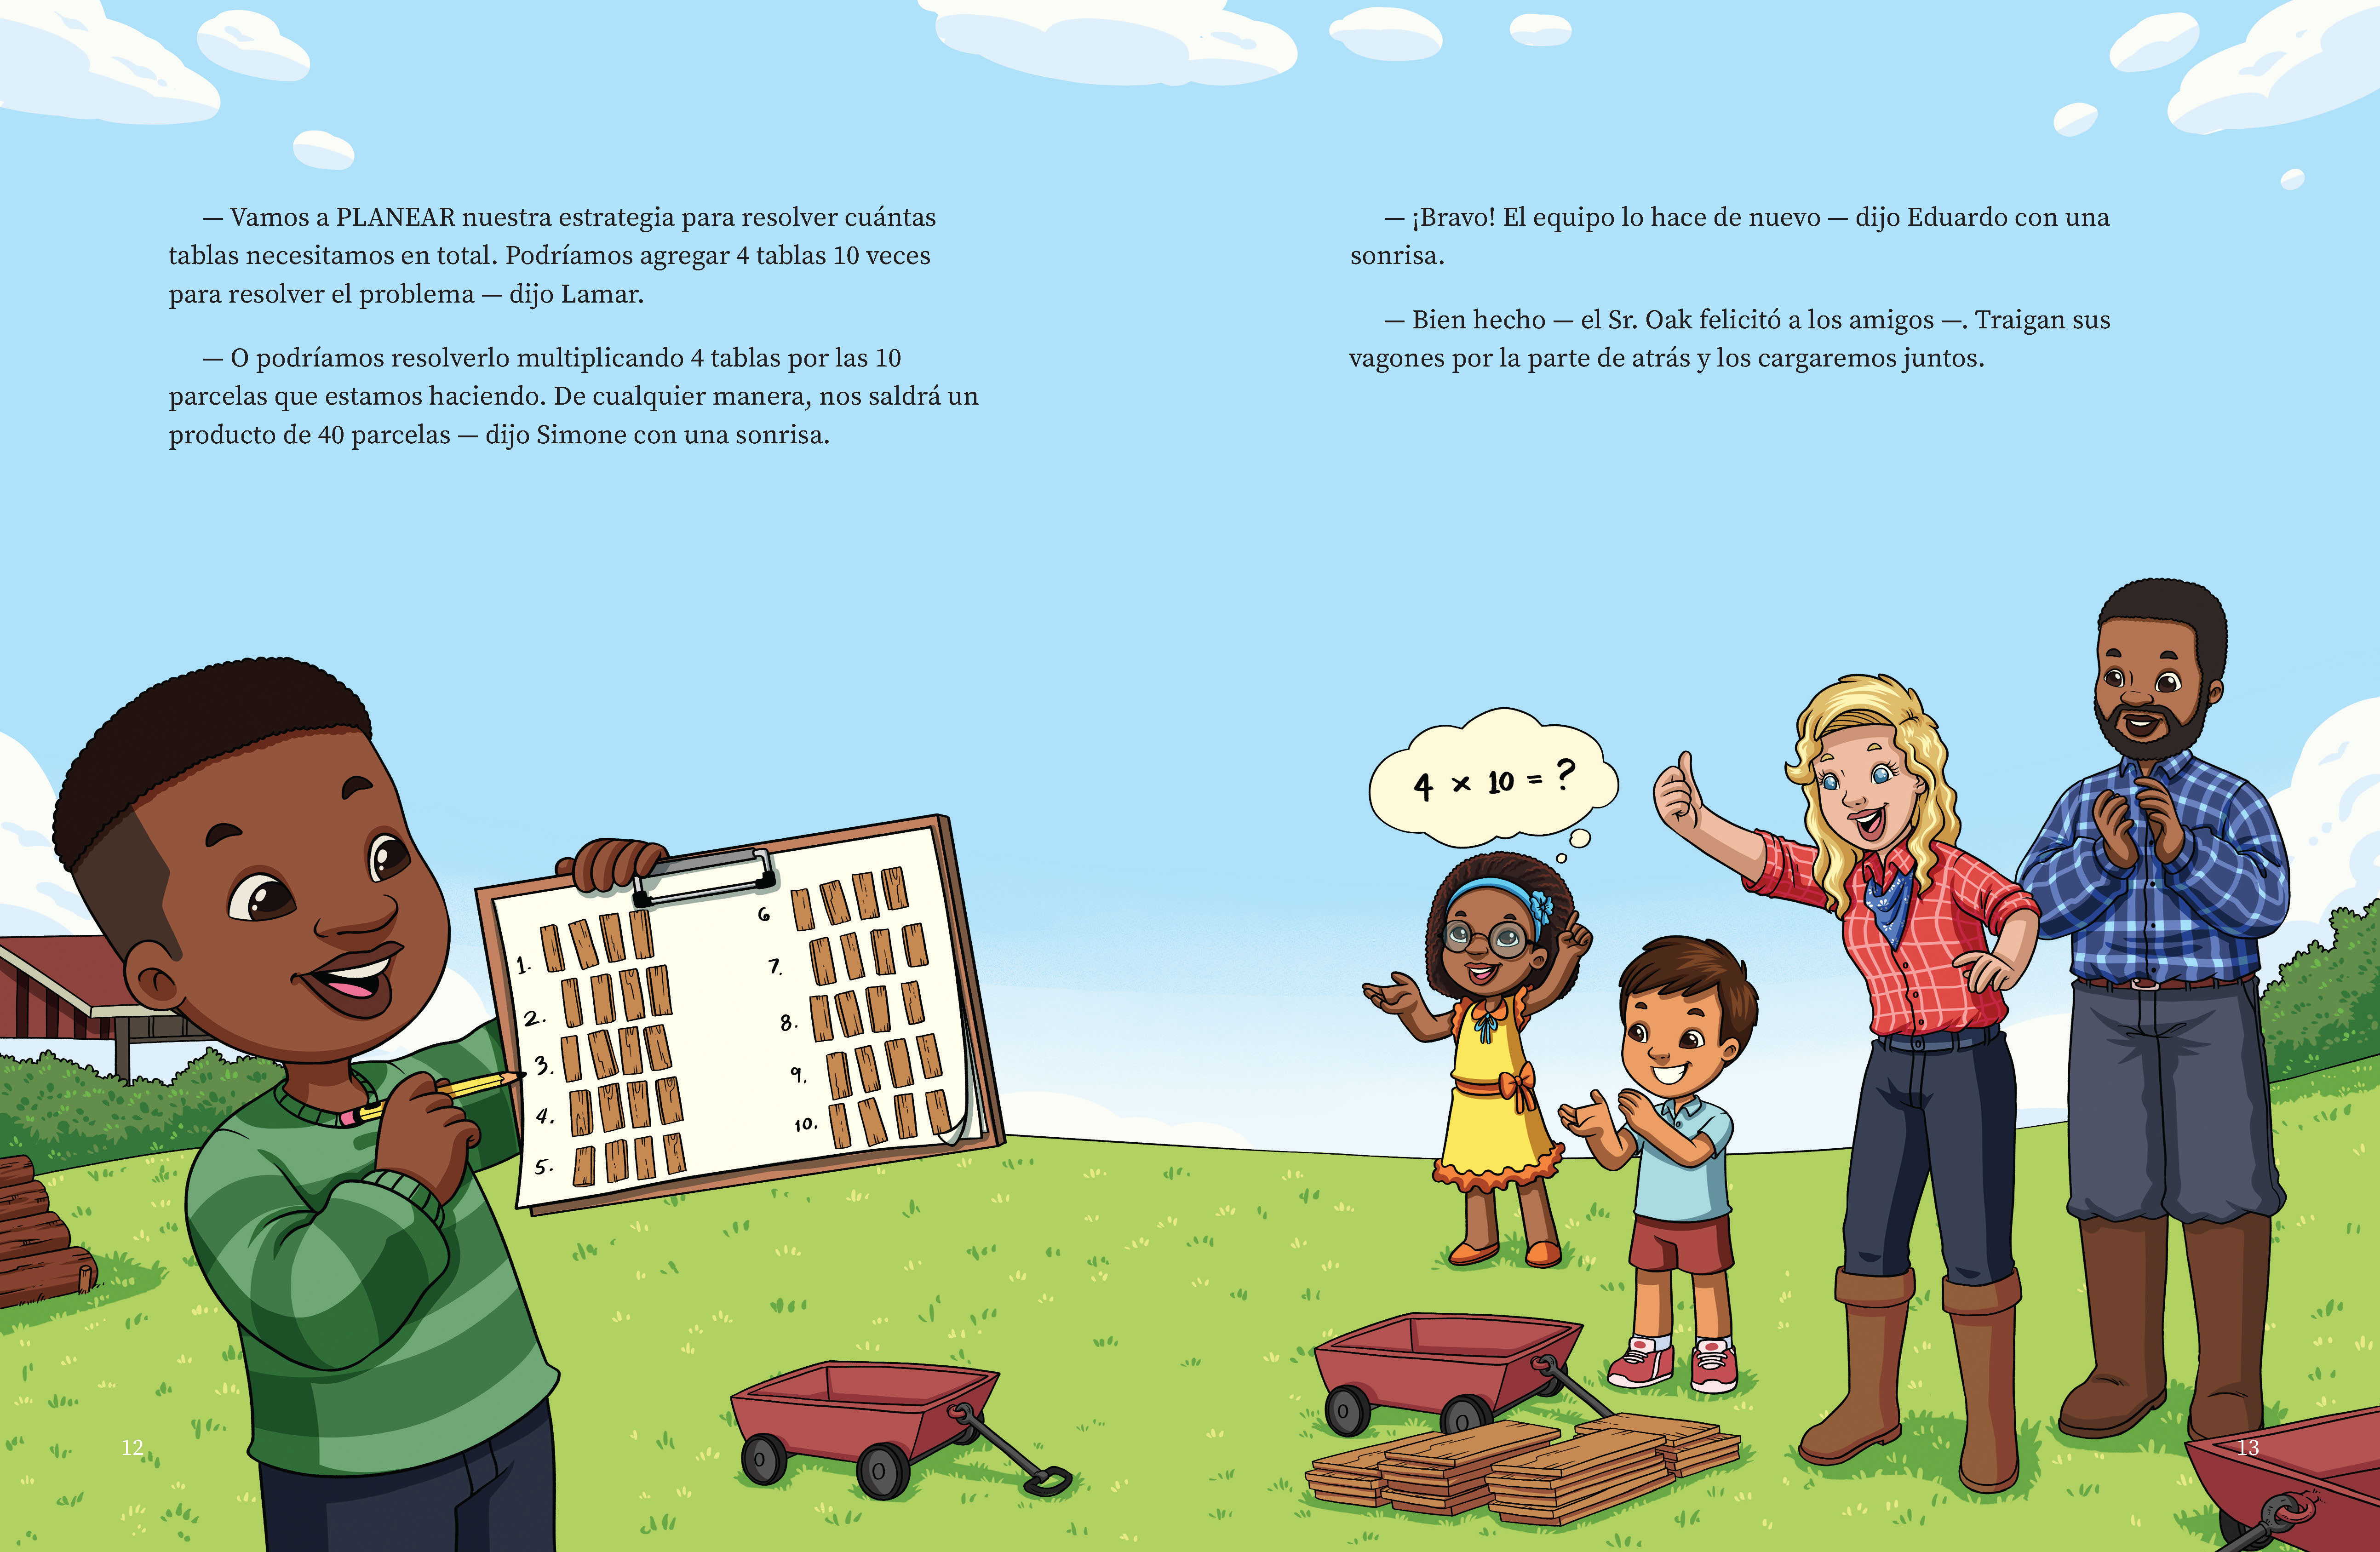 — Vamos a PLANEAR nuestra estrategia para resolver cuántas
tablas necesitamos en total. Podríamos agregar 4 tablas 10 veces
para resolver el problema — dijo Lamar.
— O podríamos resolverlo multiplicando 4 tablas por las 10
parcelas que estamos haciendo. De cualquier manera, nos saldrá un
producto de 40 parcelas — dijo Simone con una sonrisa.
1.
2.
3.
4.
5.
6
7.
8.
9.
10.
12
— ¡Bravo! El equipo lo hace de nuevo — dijo Eduardo con una
sonrisa.
— Bien hecho — el Sr. Oak felicitó a los amigos —. Traigan sus
vagones por la parte de atrás y los cargaremos juntos.
4 × 10 = ?
13